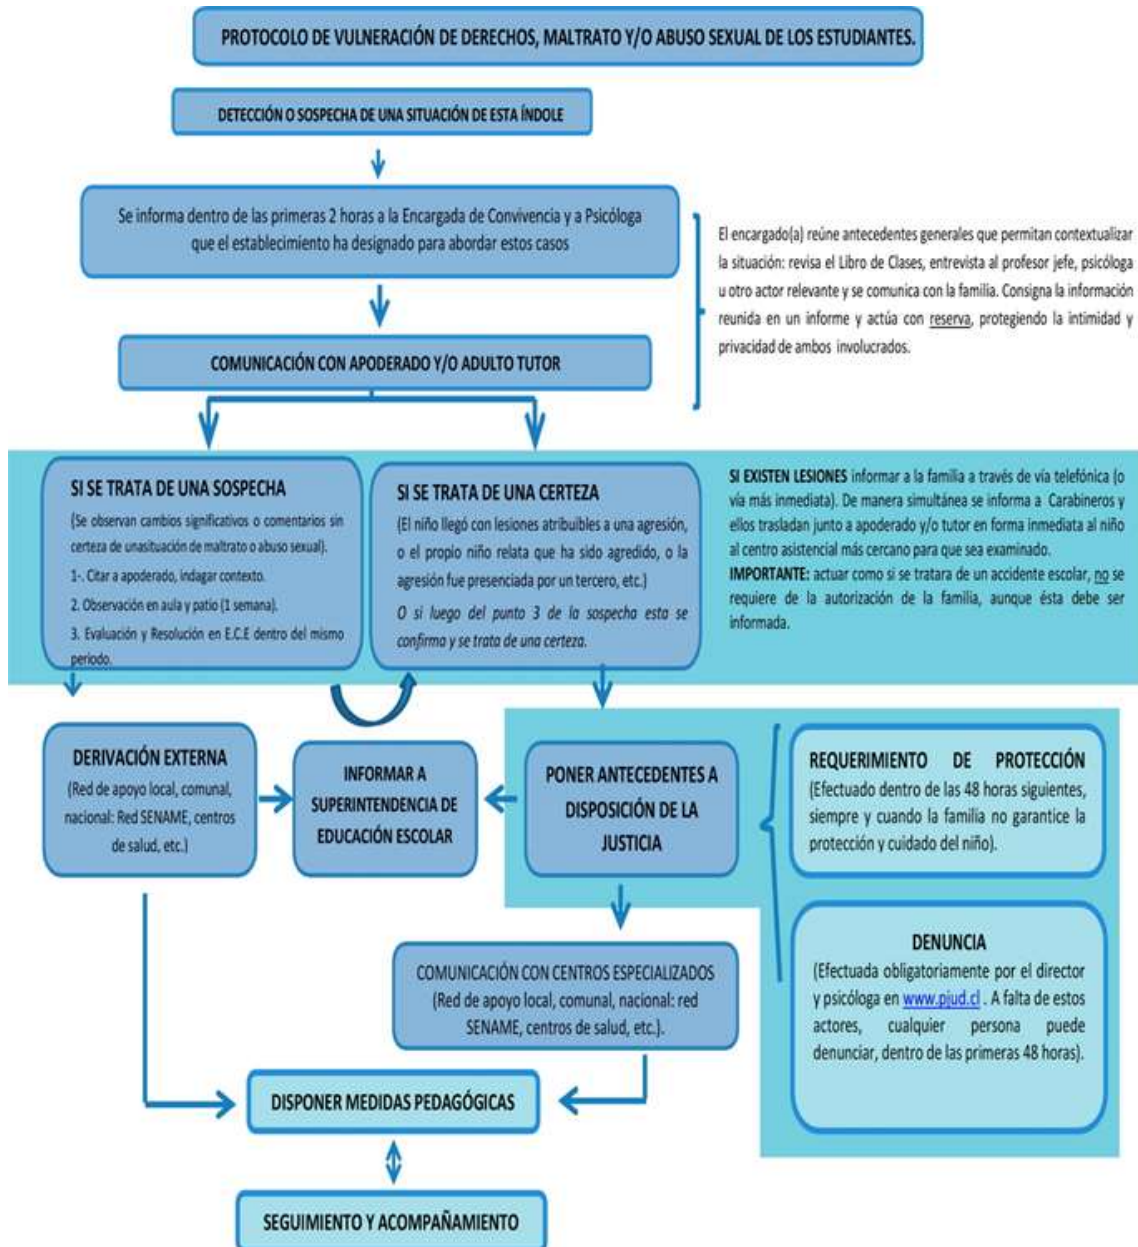 PROTOCOLO DE VULNERACIÓN DE DERECHOS, MALTRATO Y/O ABUSO SEXUAL DE LOS ESTUDIANTES.
DETECCIÓN O SOSPECHA DE UNA SITUACIÓN DE ESTA ÍNDOLE
Se informa dentro de las primeras 2 horas a la Encargada de Convivencia y a Psicóloga
que el establecimiento ha designado para abordar estos casos
El encargado(a) reúne antecedentes generales que permitan contextualizar
la situación: revisa el Libro de Clases, entrevista al profesor jefe, psicóloga
u otro actor relevante y se comunica con la familia. Consigna la información
reunida en un informe y actúa con reserva, protegiendo la intimidad y
privacidad de ambos involucrados.
COMUNICACIÓN CON APODERADO Y/O ADULTO TUTOR
SI SE TRATA DE UNA SOSPECHA
(Se observan cambios significativos o comentarios sin
certeza de unasituación de maltrato o abuso sexual).
1-. Citar a apoderado, indagar contexto.
2. Observación en aula y patio (1 semana).
3. Evaluación y Resolución en E.C.E dentro del mismo
periodo.
SI SE TRATA DE UNA CERTEZA
(El niño llegó con lesiones atribuibles a una agresión,
o el propio niño relata que ha sido agredido, o la
agresión fue presenciada por un tercero, etc.)
O si luego del punto 3 de la sospecha esta se
confirma y se trata de una certeza.
SI EXISTEN LESIONES informar a la familia a través de vía telefónica (o
vía más inmediata). De manera simultánea se informa a Carabineros y
ellos trasladan junto a apoderado y/o tutor en forma inmediata al niño
al centro asistencial más cercano para que sea examinado.
IMPORTANTE: actuar como si se tratara de un accidente escolar, no se
requiere de la autorización de la familia, aunque ésta debe ser
informada.
DERIVACIÓN EXTERNA
(Red de apoyo local, comunal,
nacional: Red SENAME, centros
de salud, etc.)
INFORMAR A
SUPERINTENDENCIA DE
EDUCACIÓN ESCOLAR
PONER ANTECEDENTES A
DISPOSICIÓN DE LA
JUSTICIA
REQUERIMIENTO DE PROTECCIÓN
(Efectuado dentro de las 48 horas siguientes,
siempre y cuando la familia no garantice la
protección y cuidado del niño).
DENUNCIA
(Efectuada obligatoriamente por el director
y psicóloga en www.pjud.cl . A falta de estos
actores, cualquier persona puede
denunciar, dentro de las primeras 48 horas).
COMUNICACIÓN CON CENTROS ESPECIALIZADOS
(Red de apoyo local, comunal, nacional: red
SENAME, centros de salud, etc.).
DISPONER MEDIDAS PEDAGÓGICAS
SEGUIMIENTO Y ACOMPAÑAMIENTO